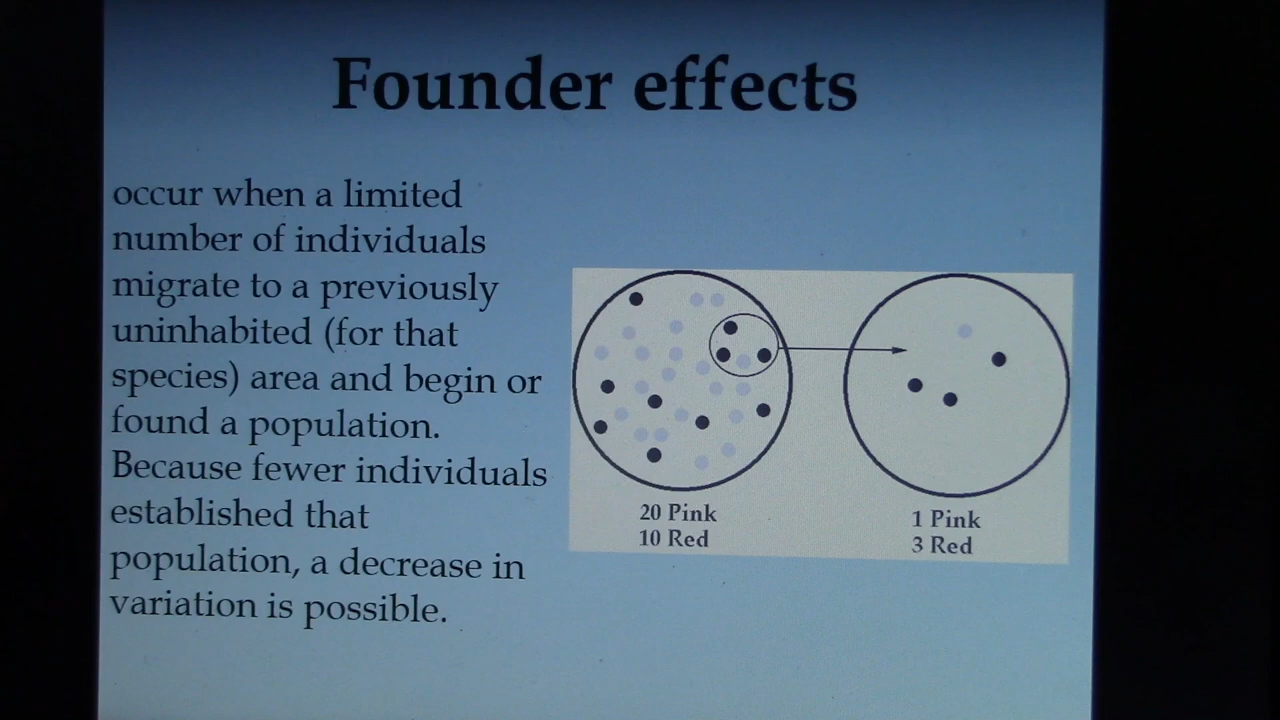 Founder effects
occur when a limited
number of individuals
migrate to a previously
uninhabited (for that
species) area and begin or
found a population.
Because fewer individuals
established that
population, a decrease in
variation is possible.
20 Pink
10 Red
1 Pink
3 Red